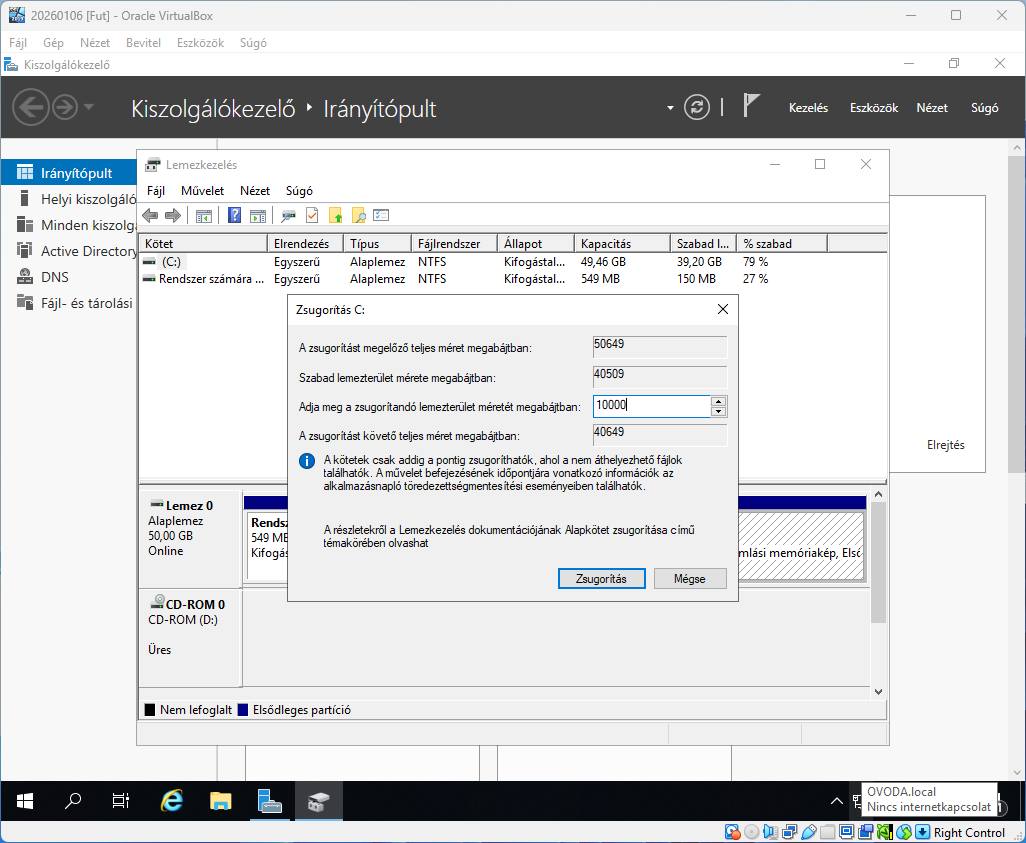 20260106 [Fut] - Oracle VirtualBox
Fájl Gép Nézet Bevitel Eszközök Súgó
Kiszolgálókezelő
Kiszolgálókezelő Irányítópult
Kezelés Eszközök Nézet Súgó
Irányítópult
Helyi kiszolgáló
Minden kiszolgá
Active Directory
DNS
Fájl- és tárolási
Lemezkezelés
Fájl Művelet Nézet Súgó
Kötet Elrendezés Típus Fájlrendszer Állapot Kapacitás Szabad l... % szabad
(C:) Egyszerű Alaplemez NTFS Kifogástal... 49,46 GB 39,20 GB 79 %
Rendszer számára ... Egyszerű Alaplemez NTFS Kifogástal... 549 MB 150 MB 27 %
Zsugorítás C:
A zsugorítást megelőző teljes méret megabájtban: 50649
Szabad lemezterület mérete megabájtban: 40509
Adja meg a zsugorítandó lemezterület méretét megabájtban: 10000
A zsugorítást követő teljes méret megabájtban: 40649
A kötetek csak addig a pontig zsugoríthatók, ahol a nem áthelyezhető fájlok
találhatók. A művelet befejezésének időpontjára vonatkozó információk az
alkalmazásnapló töredezettségmentesítési eseményeiben találhatók.
A részletekről a Lemezkezelés dokumentációjának Alapkötet zsugorítása című
témakörében olvashat
Zsugorítás Mégse
Elrejtés
Lemez 0
Alaplemez
50,00 GB
Online
Rendsz
549 MB
Kifogás
mlási memóriakép, Első
CD-ROM 0
CD-ROM (D:)
Üres
Nem lefoglalt Elsődleges partíció
OVODA.local
Nincs internetkapcsolat
1
Right Control